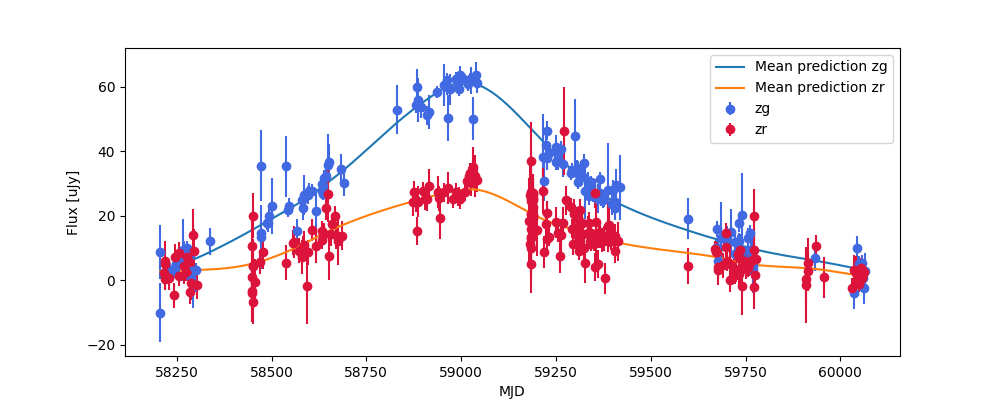 Mean prediction zg
Mean prediction zr
zg
zr
Flux [uJy]
60
40
20
0
−20
58250 58500 58750 59000 59250 59500 59750 60000
MJD